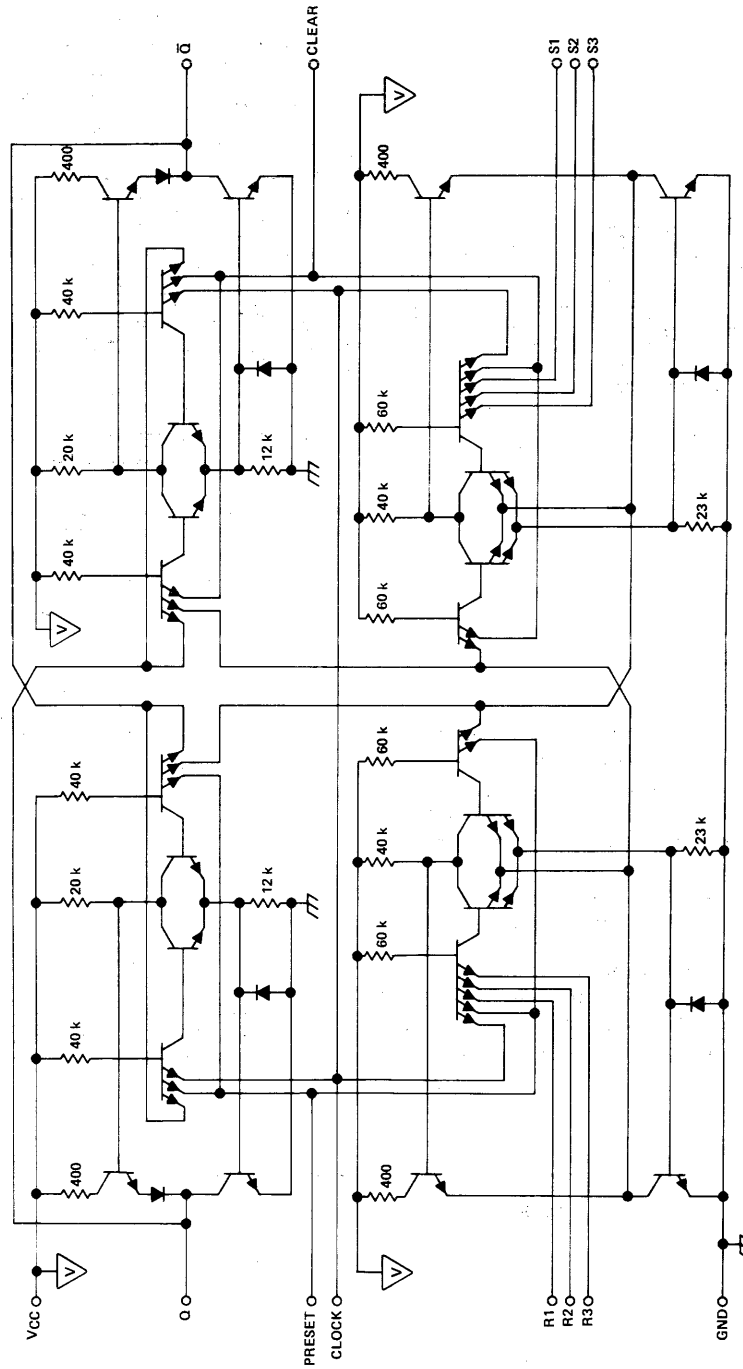 VCC
400
40 k
20 k
40 k
40 k
20 k
40 k
400
V
V
Q
Q̅
12 k
12 k
PRESET
CLEAR
CLOCK
V
400
60 k
40 k
60 k
60 k
40 k
60 k
400
V
R1
S1
R2
S2
R3
S3
23 k
23 k
GND